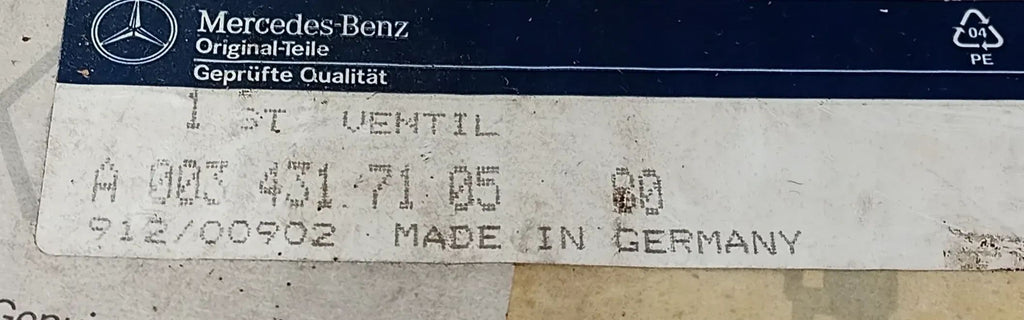 Mercedes-Benz
Original-Teile
Geprüfte Qualität
04
PE
1 ST VENTIL
A 003 431 71 05 80
912/00902 MADE IN GERMANY